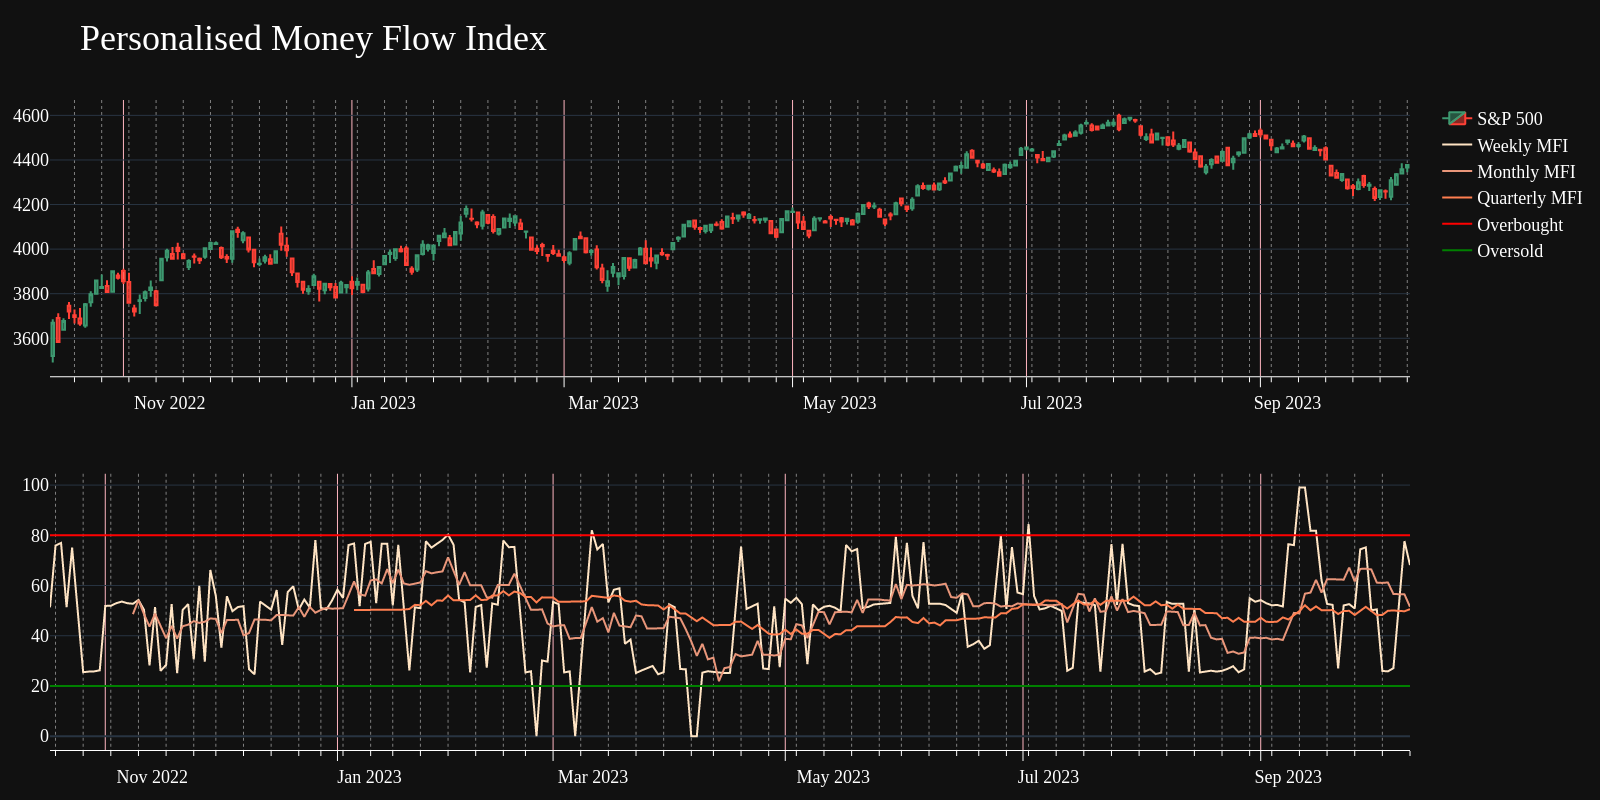 Personalised Money Flow Index
4600
4400
4200
4000
3800
3600
Nov 2022
Jan 2023
Mar 2023
May 2023
Jul 2023
Sep 2023
S&P 500
Weekly MFI
Monthly MFI
Quarterly MFI
Overbought
Oversold
100
80
60
40
20
0
Nov 2022
Jan 2023
Mar 2023
May 2023
Jul 2023
Sep 2023